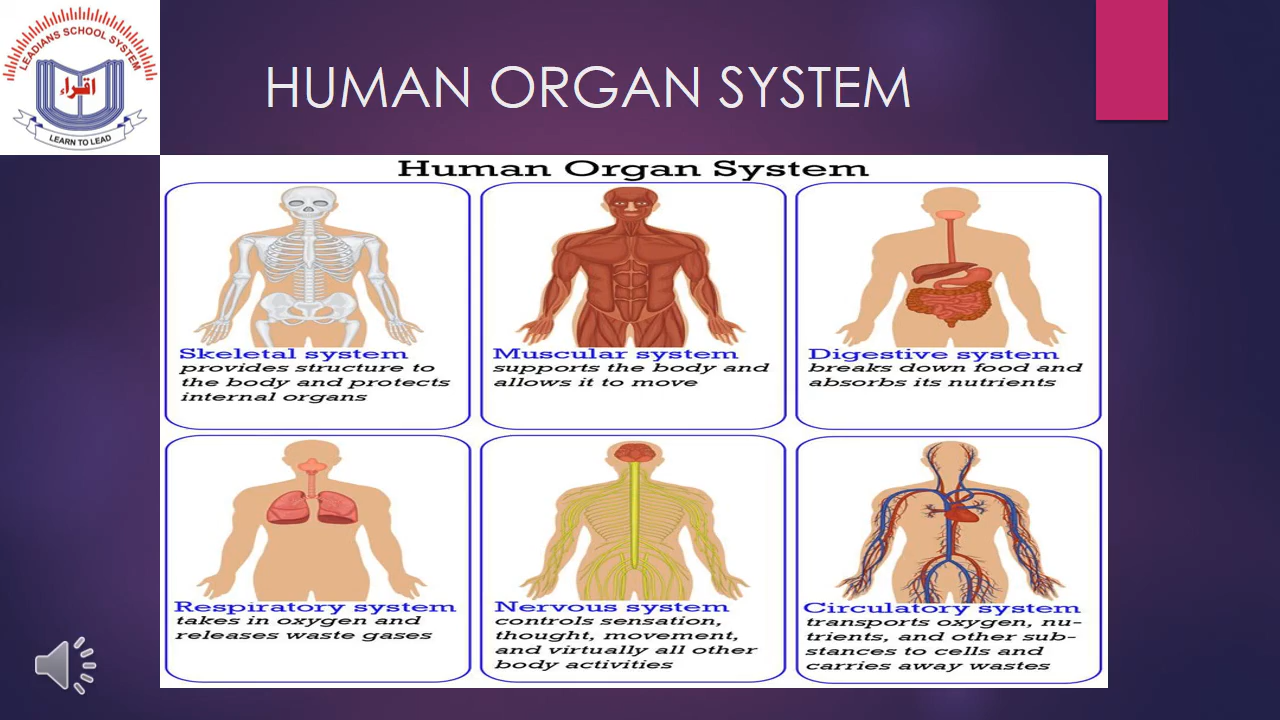 LEADIANS SCHOOL SYSTEM
اقراء
LEARN TO LEAD
HUMAN ORGAN SYSTEM
Human Organ System
Skeletal system
provides structure to
the body and protects
internal organs
Muscular system
supports the body and
allows it to move
Digestive system
breaks down food and
absorbs its nutrients
Respiratory system
takes in oxygen and
releases waste gases
Nervous system
controls sensation,
thought, movement,
and virtually all other
body activities
Circulatory system
transports oxygen, nu-
trients, and other sub-
stances to cells and
carries away wastes